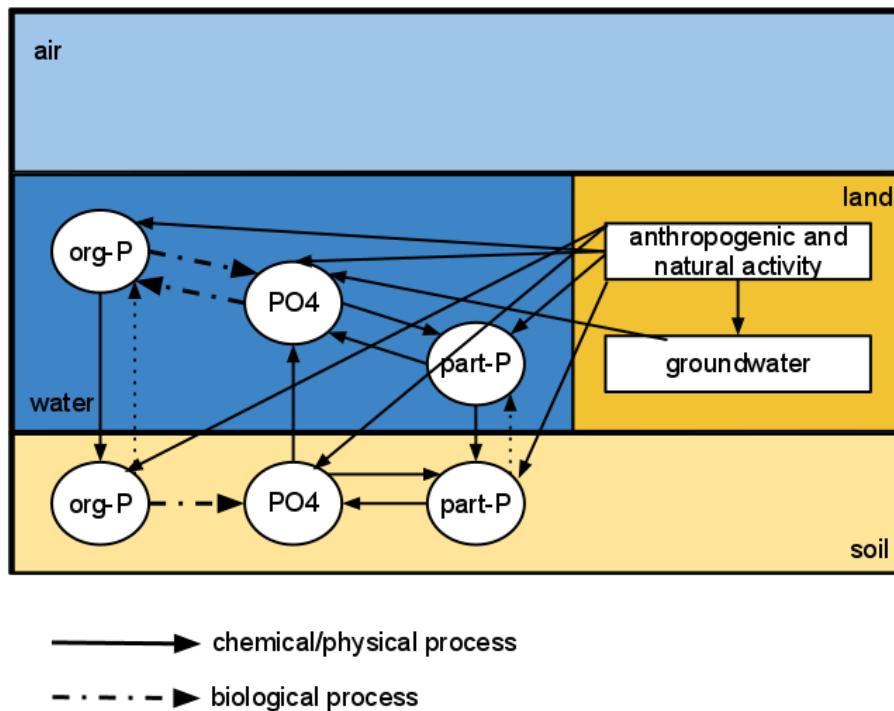 air
land
org-P
anthropogenic and
natural activity
PO4
part-P
groundwater
water
org-P
PO4
part-P
soil
chemical/physical process
biological process